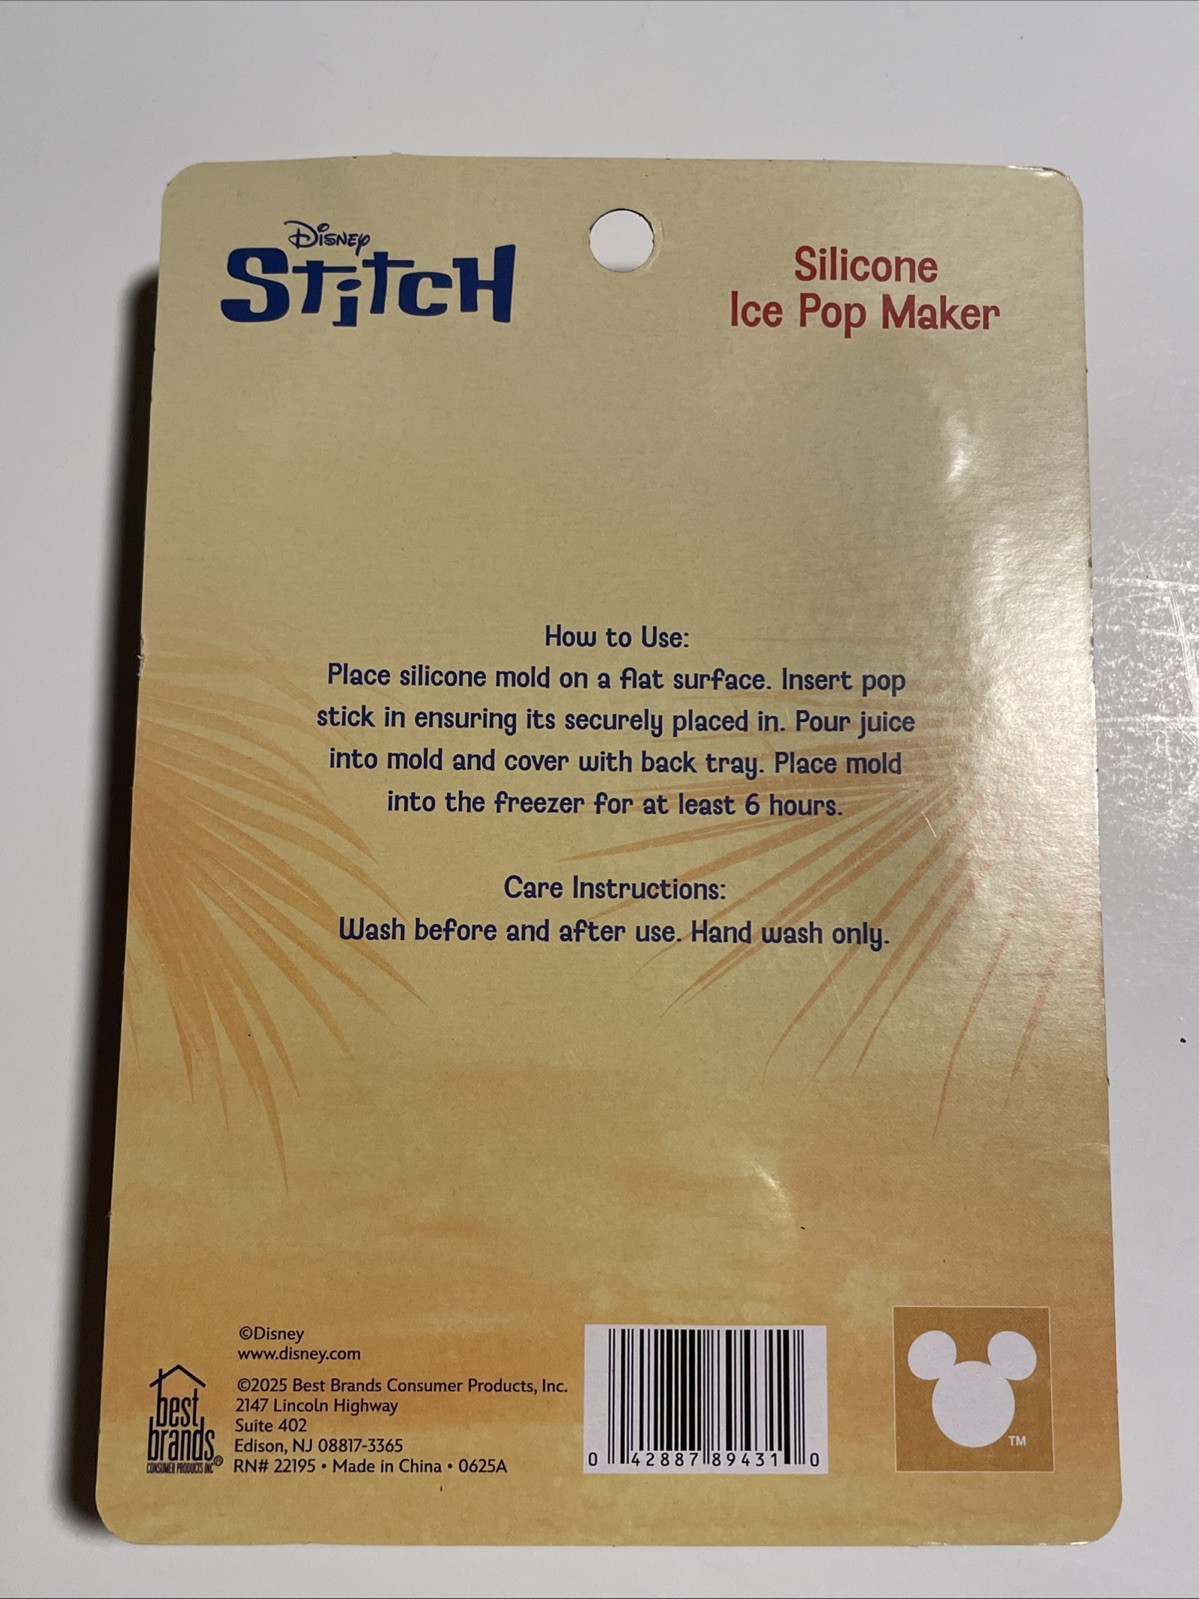 Disney
Stitch
Silicone
Ice Pop Maker
How to Use:
Place silicone mold on a flat surface. Insert pop
stick in ensuring its securely placed in. Pour juice
into mold and cover with back tray. Place mold
into the freezer for at least 6 hours.
Care Instructions:
Wash before and after use. Hand wash only.
©Disney
www.disney.com
©2025 Best Brands Consumer Products, Inc.
2147 Lincoln Highway
Suite 402
Edison, NJ 08817-3365
RN# 22195 • Made in China • 0625A
best
brands®
CONSUMER PRODUCTS INC
0 42887 89431 0
TM